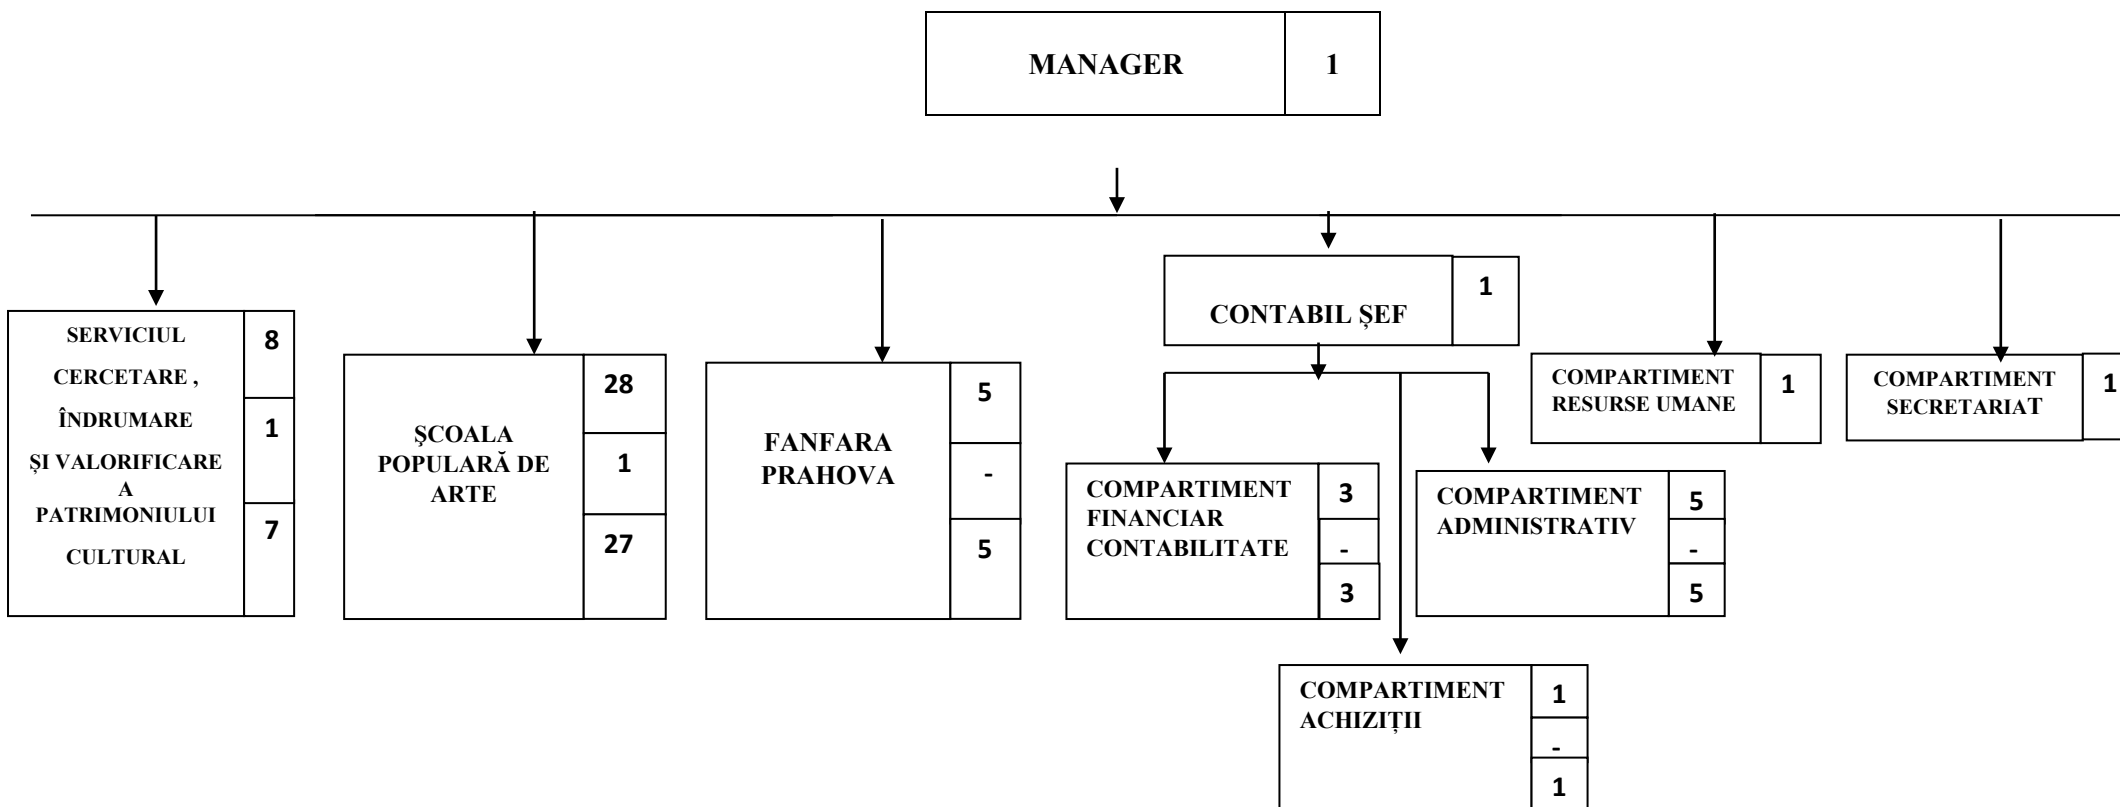 MANAGER 1
SERVICIUL
CERCETARE ,
ÎNDRUMARE
ȘI VALORIFICARE
A
PATRIMONIULUI
CULTURAL
8
1
7
ŞCOALA
POPULARĂ DE
ARTE
28
1
27
FANFARA
PRAHOVA
5
-
5
CONTABIL ȘEF
1
COMPARTIMENT
FINANCIAR
CONTABILITATE
3
-
3
COMPARTIMENT
ACHIZIȚII
1
-
1
COMPARTIMENT
ADMINISTRATIV
5
-
5
COMPARTIMENT
RESURSE UMANE
1
COMPARTIMENT
SECRETARIAT
1